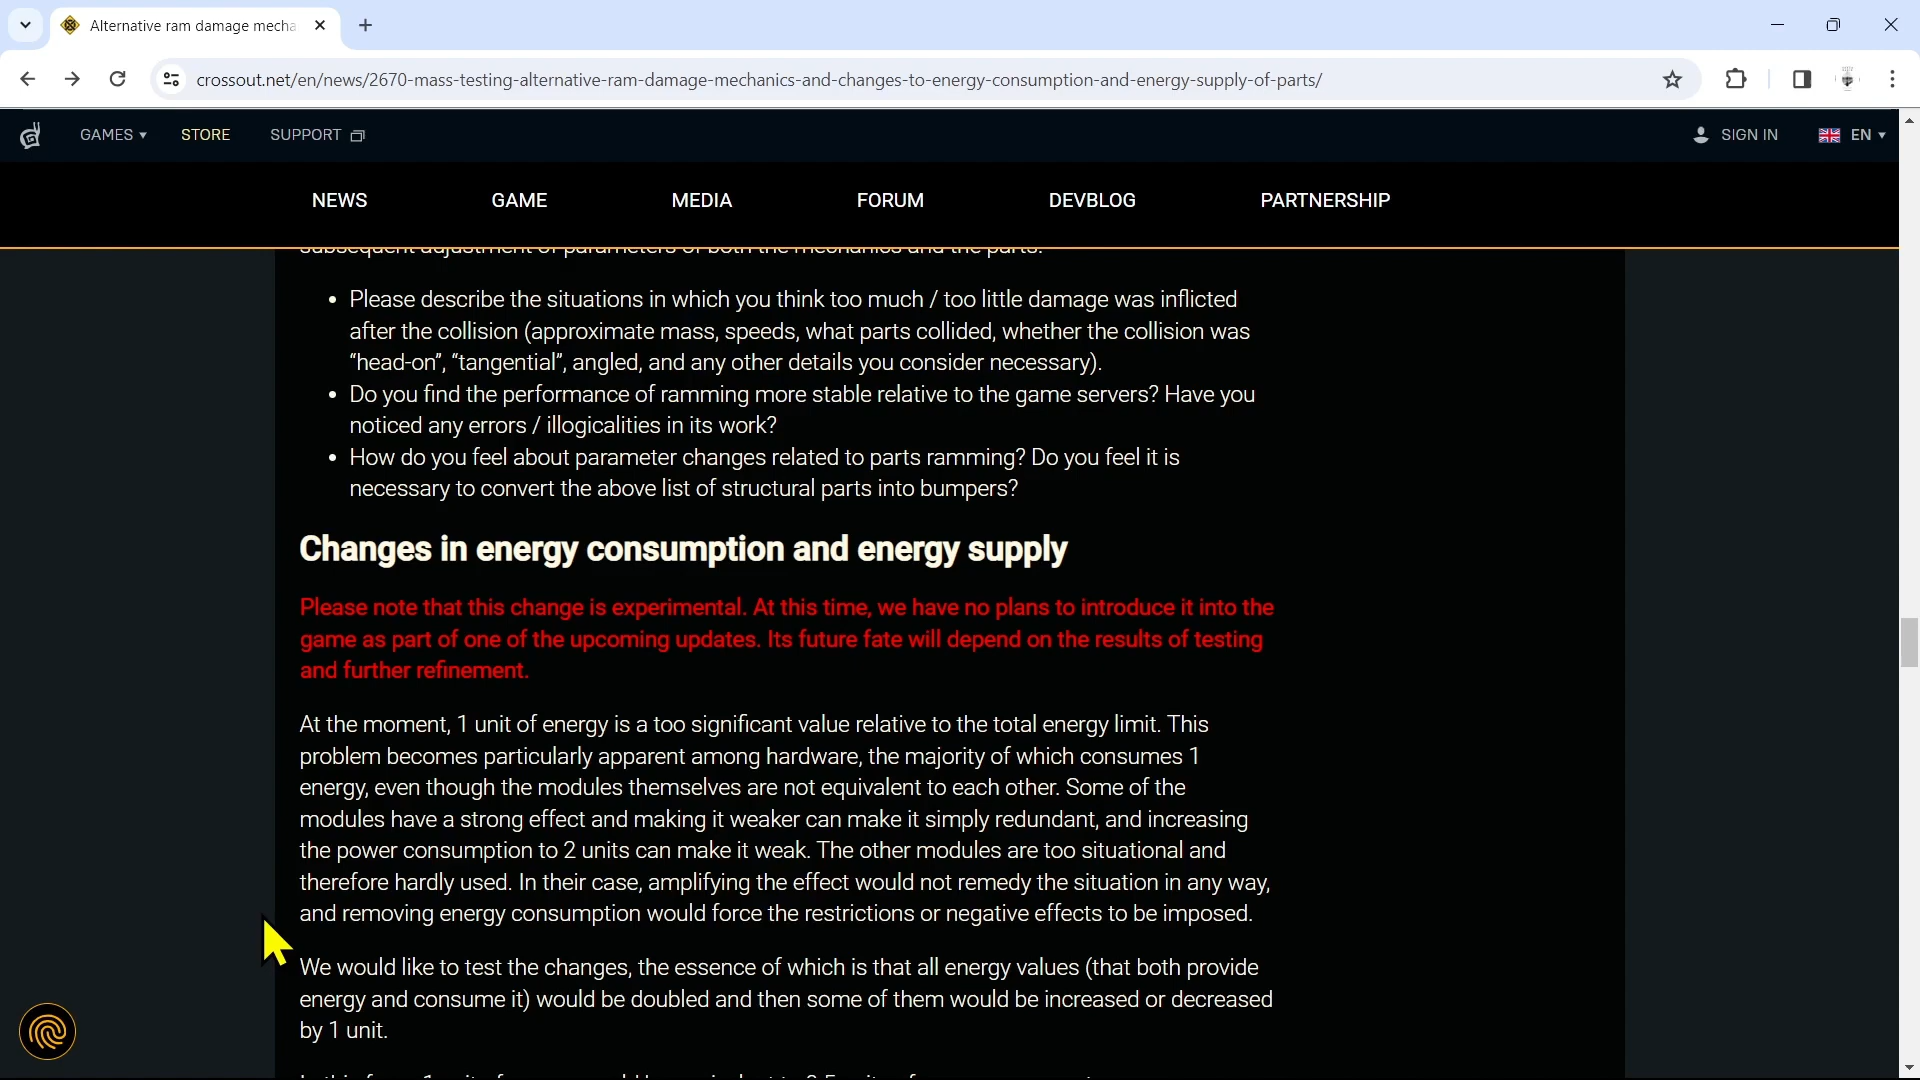 Alternative ram damage mecha
crossout.net/en/news/2670-mass-testing-alternative-ram-damage-mechanics-and-changes-to-energy-consumption-and-energy-supply-of-parts/
GAMES STORE SUPPORT SIGN IN EN
NEWS GAME MEDIA FORUM DEVBLOG PARTNERSHIP
subsequent adjustment of parameters of both the mechanics and the parts.
• Please describe the situations in which you think too much / too little damage was inflicted
after the collision (approximate mass, speeds, what parts collided, whether the collision was
“head-on”, “tangential”, angled, and any other details you consider necessary).
• Do you find the performance of ramming more stable relative to the game servers? Have you
noticed any errors / illogicalities in its work?
• How do you feel about parameter changes related to parts ramming? Do you feel it is
necessary to convert the above list of structural parts into bumpers?
Changes in energy consumption and energy supply
Please note that this change is experimental. At this time, we have no plans to introduce it into the
game as part of one of the upcoming updates. Its future fate will depend on the results of testing
and further refinement.
At the moment, 1 unit of energy is a too significant value relative to the total energy limit. This
problem becomes particularly apparent among hardware, the majority of which consumes 1
energy, even though the modules themselves are not equivalent to each other. Some of the
modules have a strong effect and making it weaker can make it simply redundant, and increasing
the power consumption to 2 units can make it weak. The other modules are too situational and
therefore hardly used. In their case, amplifying the effect would not remedy the situation in any way,
and removing energy consumption would force the restrictions or negative effects to be imposed.
We would like to test the changes, the essence of which is that all energy values (that both provide
energy and consume it) would be doubled and then some of them would be increased or decreased
by 1 unit.